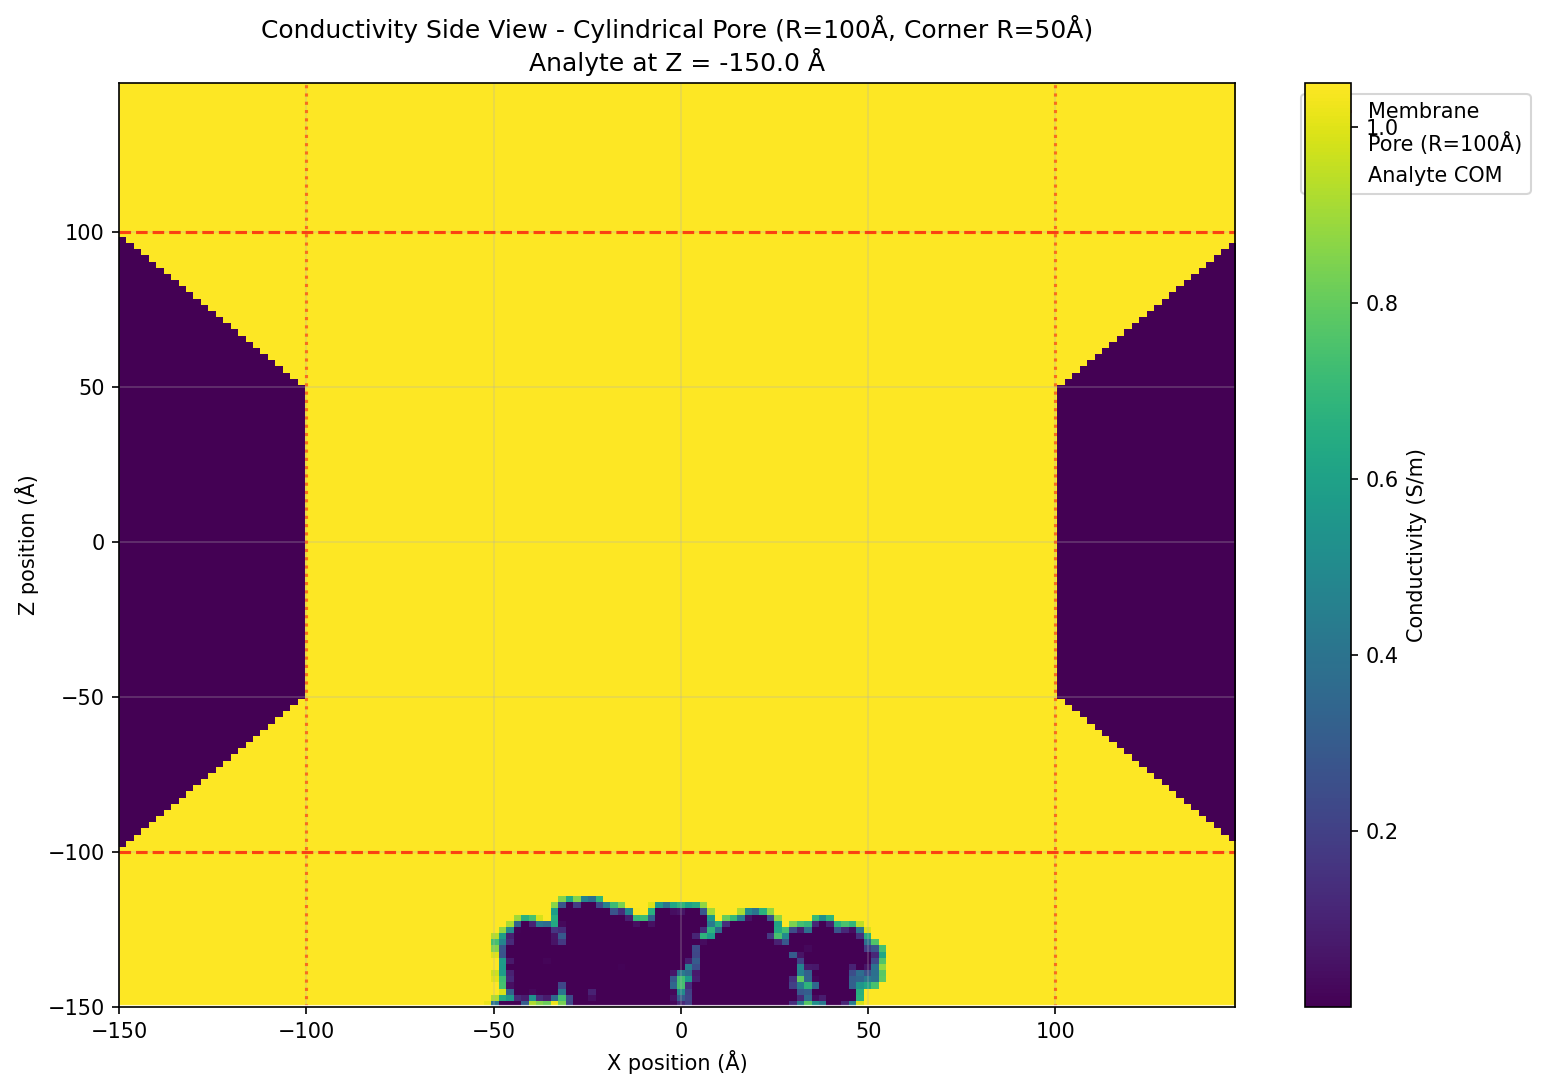 Conductivity Side View - Cylindrical Pore (R=100Å, Corner R=50Å)
Analyte at Z = -150.0 Å
Membrane
Pore (R=100Å)
Analyte COM
1.0
0.8
0.6
0.4
0.2
Conductivity (S/m)
Z position (Å)
100
50
0
−50
−100
−150
−150
−100
−50
0
50
100
X position (Å)